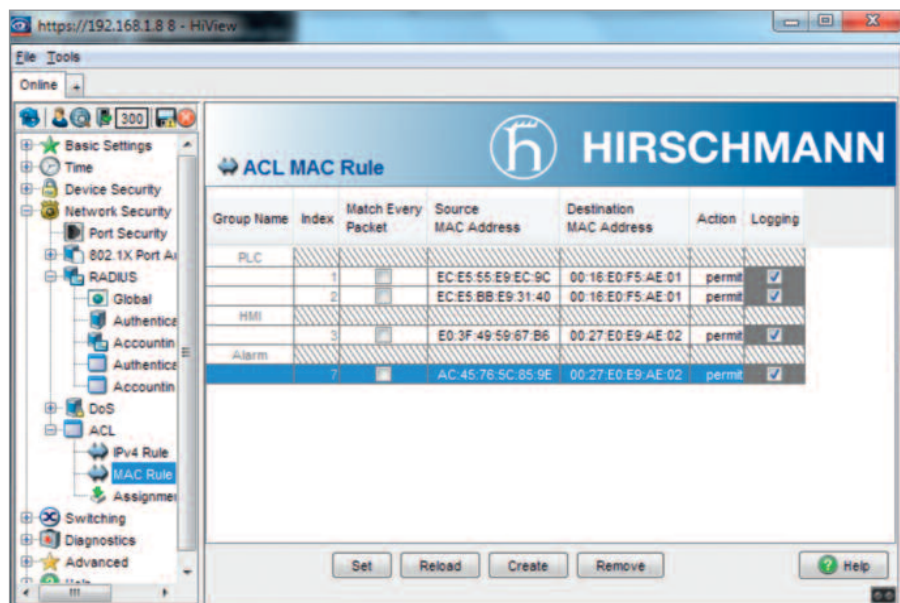 https://192.168.1.8 8 - HiView
File Tools
Online +
300
Basic Settings
Time
Device Security
Network Security
Port Security
802.1X Port Au
RADIUS
Global
Authentica
Accountin
Authentica
Accountin
DoS
ACL
IPv4 Rule
MAC Rule
Assignmer
Switching
Diagnostics
Advanced
HIRSCHMANN
ACL MAC Rule
Group Name Index Match Every Packet Source MAC Address Destination MAC Address Action Logging
PLC
1 EC:E5:55:E9:EC:9C 00:16:E0:F5:AE:01 permit
2 EC:E5:BB:E9:31:40 00:16:E0:F5:AE:01 permit
HMI
3 E0:3F:49:59:67:B6 00:27:E0:E9:AE:02 permit
Alarm
7 AC:45:76:5C:85:9E 00:27:E0:E9:AE:02 permit
Set Reload Create Remove Help